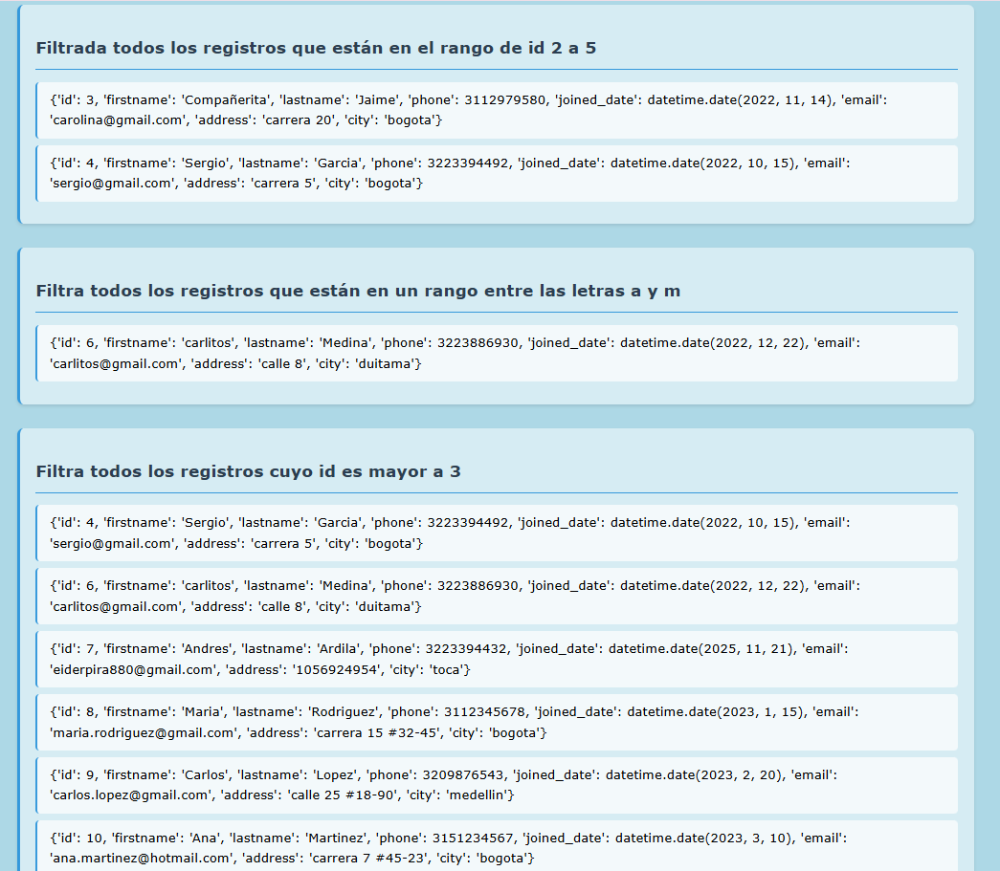 Filtrada todos los registros que están en el rango de id 2 a 5
{'id': 3, 'firstname': 'Compañerita', 'lastname': 'Jaime', 'phone': 3112979580, 'joined_date': datetime.date(2022, 11, 14), 'email':
'carolina@gmail.com', 'address': 'carrera 20', 'city': 'bogota'}
{'id': 4, 'firstname': 'Sergio', 'lastname': 'Garcia', 'phone': 3223394492, 'joined_date': datetime.date(2022, 10, 15), 'email':
'sergio@gmail.com', 'address': 'carrera 5', 'city': 'bogota'}
Filtra todos los registros que están en un rango entre las letras a y m
{'id': 6, 'firstname': 'carlitos', 'lastname': 'Medina', 'phone': 3223886930, 'joined_date': datetime.date(2022, 12, 22), 'email':
'carlitos@gmail.com', 'address': 'calle 8', 'city': 'duitama'}
Filtra todos los registros cuyo id es mayor a 3
{'id': 4, 'firstname': 'Sergio', 'lastname': 'Garcia', 'phone': 3223394492, 'joined_date': datetime.date(2022, 10, 15), 'email':
'sergio@gmail.com', 'address': 'carrera 5', 'city': 'bogota'}
{'id': 6, 'firstname': 'carlitos', 'lastname': 'Medina', 'phone': 3223886930, 'joined_date': datetime.date(2022, 12, 22), 'email':
'carlitos@gmail.com', 'address': 'calle 8', 'city': 'duitama'}
{'id': 7, 'firstname': 'Andres', 'lastname': 'Ardila', 'phone': 3223394432, 'joined_date': datetime.date(2025, 11, 21), 'email':
'eiderpira880@gmail.com', 'address': '1056924954', 'city': 'toca'}
{'id': 8, 'firstname': 'Maria', 'lastname': 'Rodriguez', 'phone': 3112345678, 'joined_date': datetime.date(2023, 1, 15), 'email':
'maria.rodriguez@gmail.com', 'address': 'carrera 15 #32-45', 'city': 'bogota'}
{'id': 9, 'firstname': 'Carlos', 'lastname': 'Lopez', 'phone': 3209876543, 'joined_date': datetime.date(2023, 2, 20), 'email':
'carlos.lopez@gmail.com', 'address': 'calle 25 #18-90', 'city': 'medellin'}
{'id': 10, 'firstname': 'Ana', 'lastname': 'Martinez', 'phone': 3151234567, 'joined_date': datetime.date(2023, 3, 10), 'email':
'ana.martinez@hotmail.com', 'address': 'carrera 7 #45-23', 'city': 'bogota'}